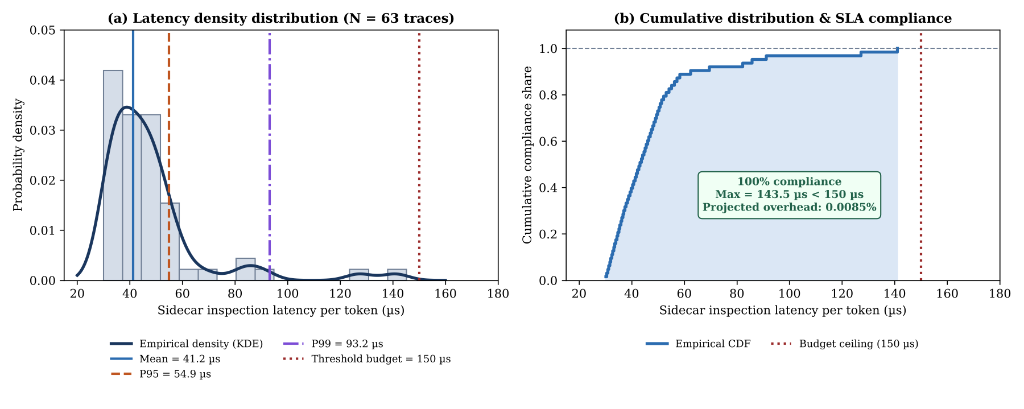 (a) Latency density distribution (N = 63 traces)
Probability density
0.05
0.04
0.03
0.02
0.01
0.00
20 40 60 80 100 120 140 160 180
Sidecar inspection latency per token (µs)
Empirical density (KDE)
Mean = 41.2 µs
P95 = 54.9 µs
P99 = 93.2 µs
Threshold budget = 150 µs
(b) Cumulative distribution & SLA compliance
Cumulative compliance share
1.0
0.8
0.6
0.4
0.2
0.0
100% compliance
Max = 143.5 µs < 150 µs
Projected overhead: 0.0085%
20 40 60 80 100 120 140 160 180
Sidecar inspection latency per token (µs)
Empirical CDF
Budget ceiling (150 µs)